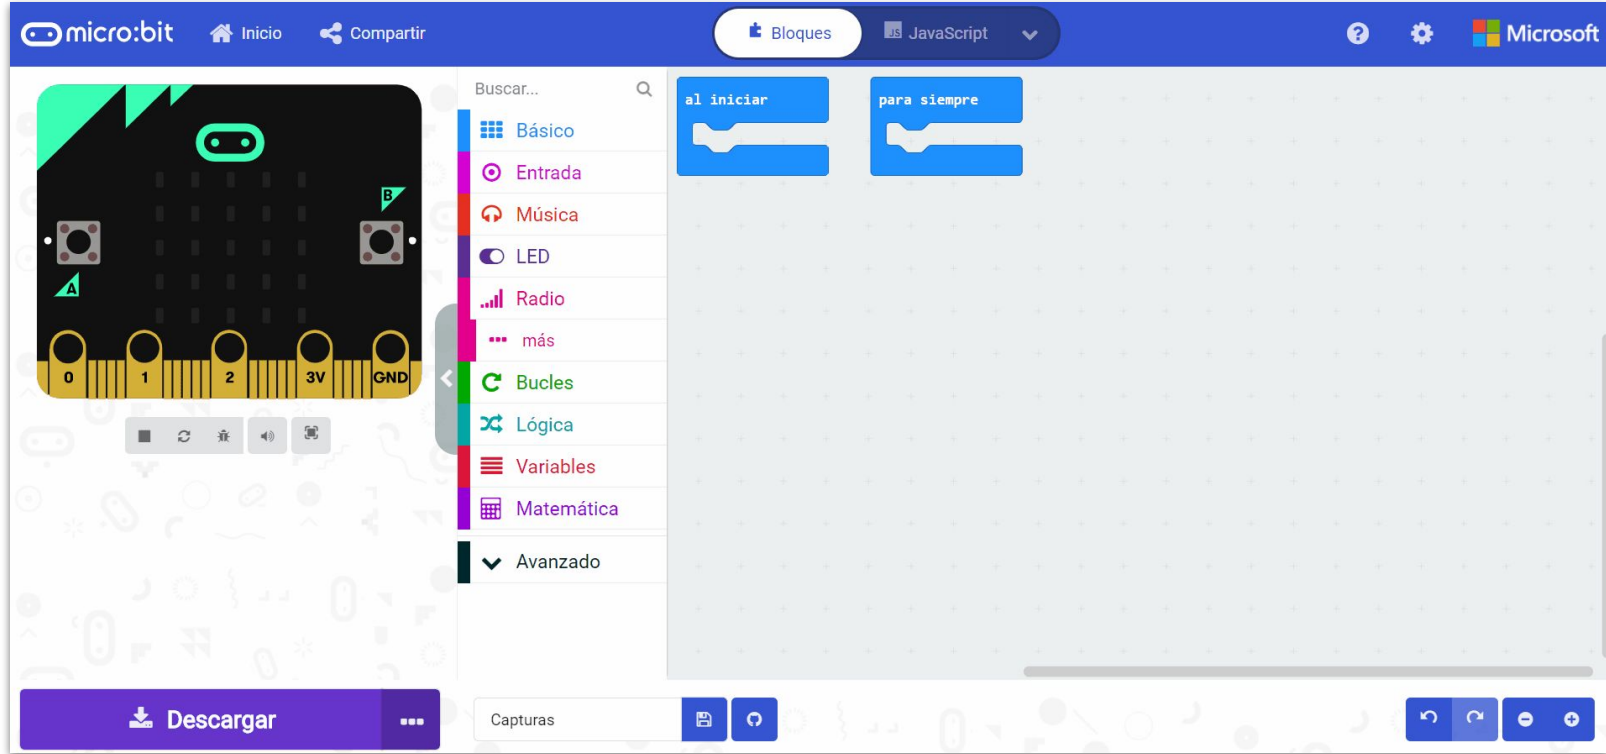 micro:bit Inicio Compartir Bloques JS JavaScript ? Microsoft
Buscar...
Básico
Entrada
Música
LED
Radio
más
Bucles
Lógica
Variables
Matemática
Avanzado
al iniciar
para siempre
B
A
0 1 2 3V GND
Descargar
Capturas